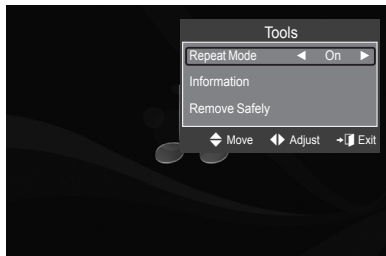 Tools
Repeat Mode ◀ On ▶
Information
Remove Safely
Move Adjust Exit